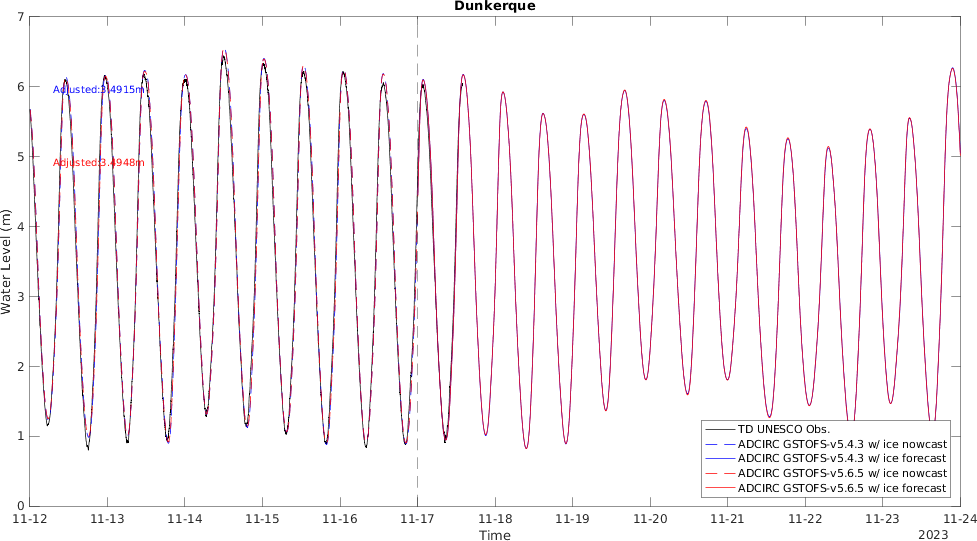 Dunkerque
7
6
5
4
3
2
1
0
Water Level (m)
Adjusted:3.4915m
Adjusted:3.4948m
TD UNESCO Obs.
ADCIRC GSTOFS-v5.4.3 w/ ice nowcast
ADCIRC GSTOFS-v5.4.3 w/ ice forecast
ADCIRC GSTOFS-v5.6.5 w/ ice nowcast
ADCIRC GSTOFS-v5.6.5 w/ ice forecast
11-12 11-13 11-14 11-15 11-16 11-17 11-18 11-19 11-20 11-21 11-22 11-23 11-24
Time
2023